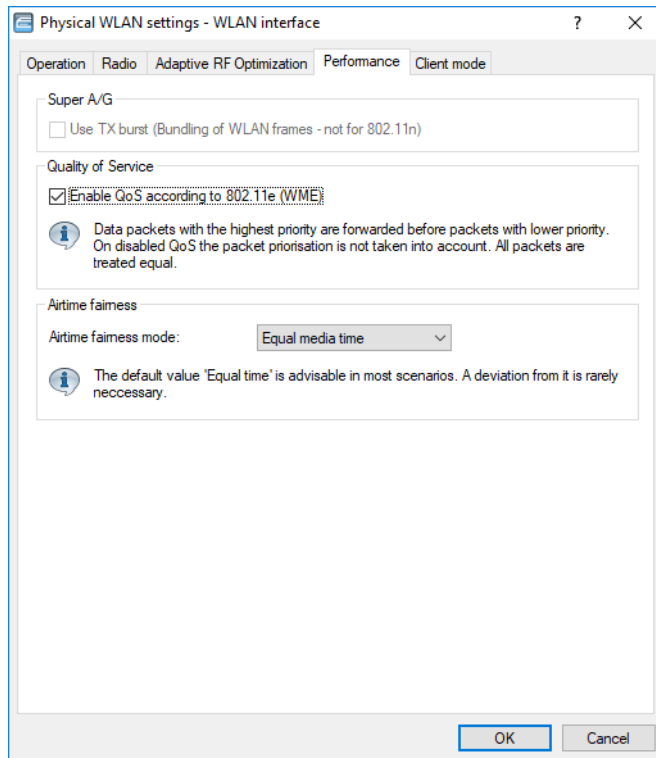 Physical WLAN settings - WLAN interface
?
Operation
Radio
Adaptive RF Optimization
Performance
Client mode
Super A/G
Use TX burst (Bundling of WLAN frames - not for 802.11n)
Quality of Service
Enable QoS according to 802.11e (WME)
Data packets with the highest priority are forwarded before packets with lower priority.
On disabled QoS the packet priorisation is not taken into account. All packets are
treated equal.
Airtime fairness
Airtime fairness mode:
Equal media time
The default value 'Equal time' is advisable in most scenarios. A deviation from it is rarely
neccessary.
OK
Cancel